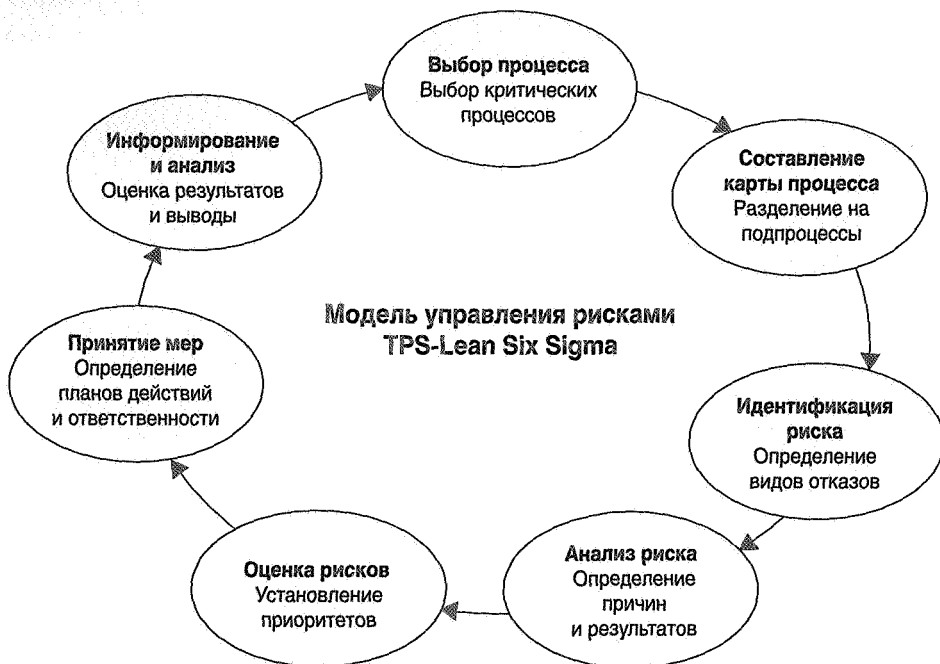 Выбор процесса
Выбор критических
процессов
Составление
карты процесса
Разделение на
подпроцессы
Идентификация
риска
Определение
видов отказов
Анализ риска
Определение
причин
и результатов
Оценка рисков
Установление
приоритетов
Принятие мер
Определение
планов действий
и ответственности
Информирование
и анализ
Оценка результатов
и выводы
Модель управления рисками
TPS-Lean Six Sigma